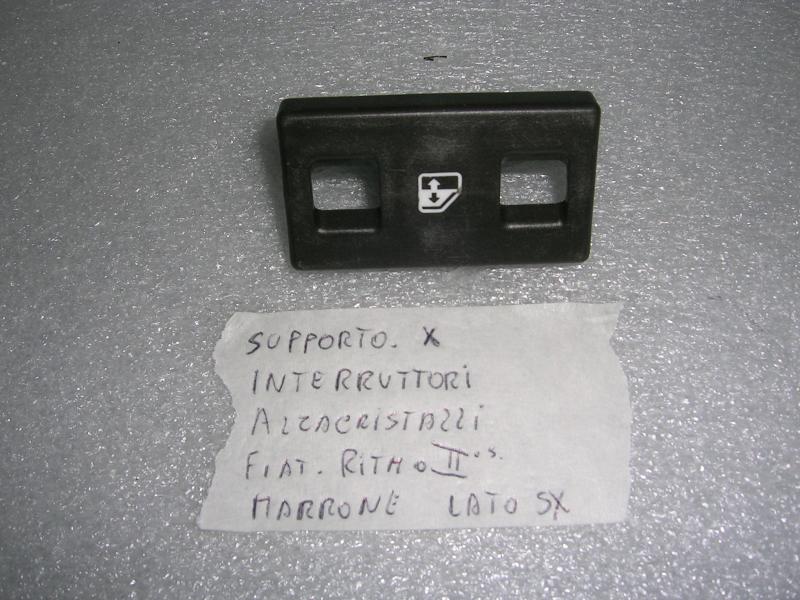 SUPPORTO. X
INTERRUTTORI
ALZACRISTALLI
FIAT. RITMO II° s.
MARRONE LATO SX